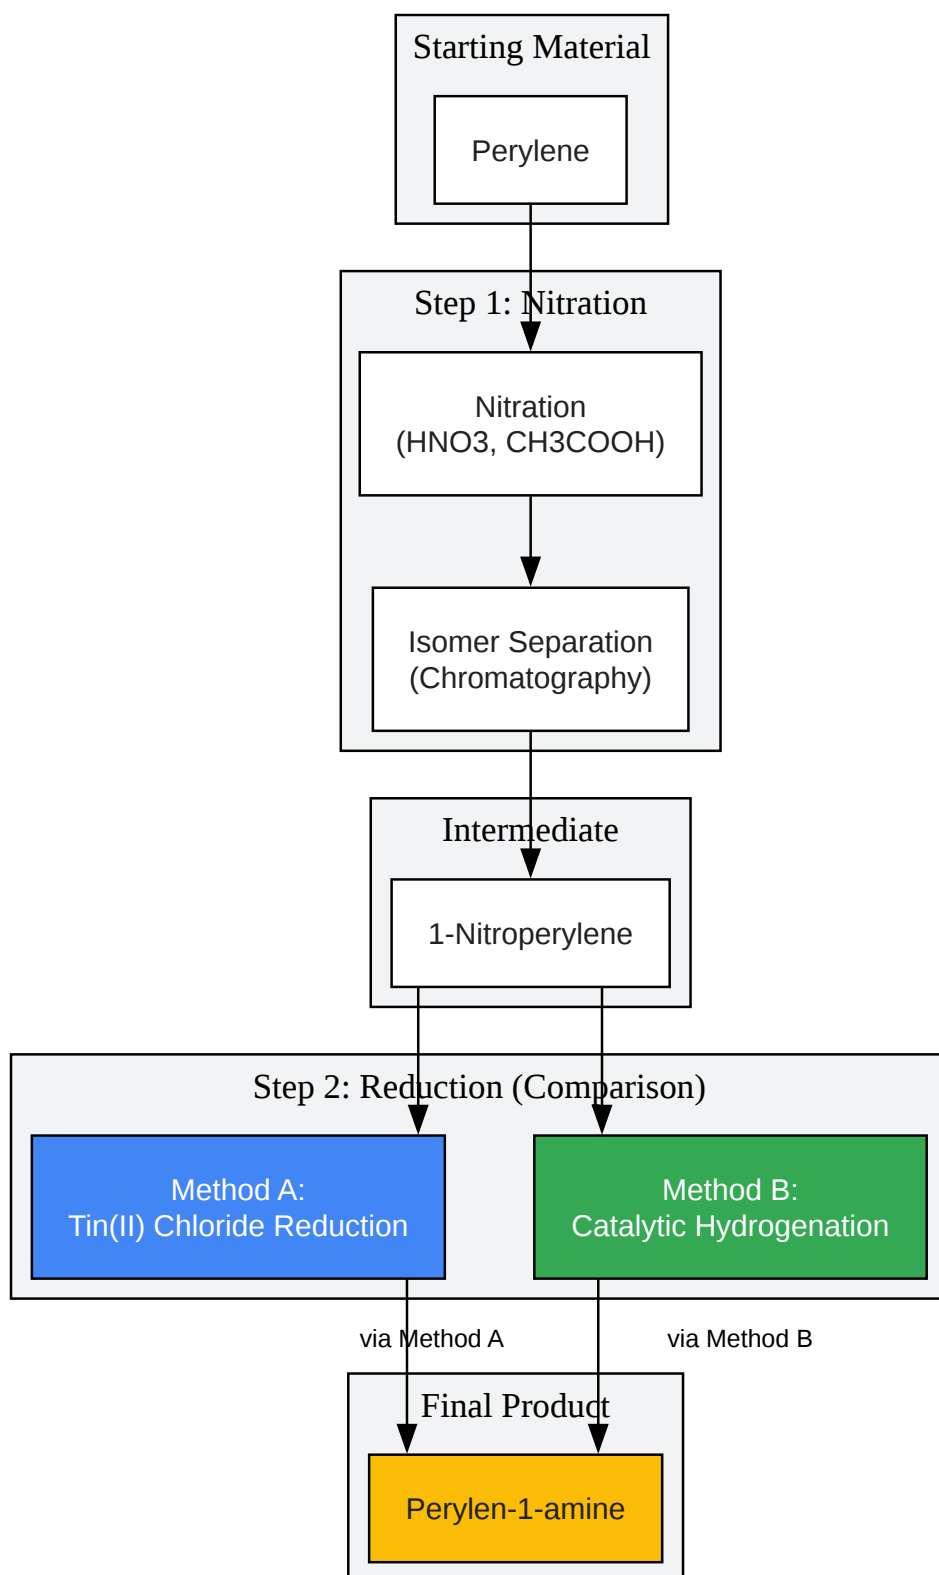 Starting Material
Perylene
Step 1: Nitration
Nitration
(HNO3, CH3COOH)
Isomer Separation
(Chromatography)
Intermediate
1-Nitroperylene
Step 2: Reduction (Comparison)
Method A:
Tin(II) Chloride Reduction
Method B:
Catalytic Hydrogenation
via Method A
via Method B
Final Product
Perylen-1-amine